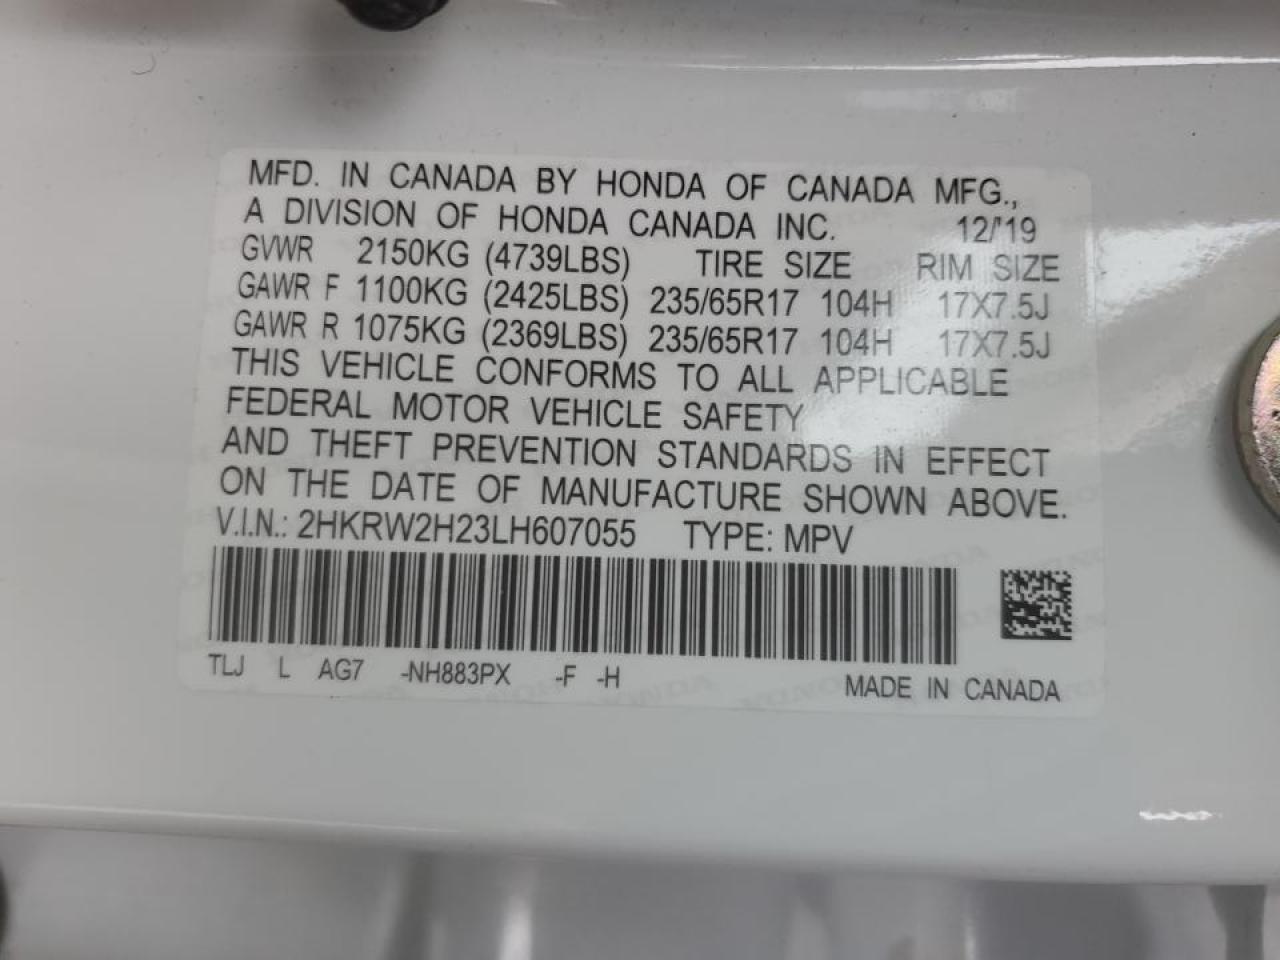 MFD. IN CANADA BY HONDA OF CANADA MFG.,
A DIVISION OF HONDA CANADA INC. 12/'19
GVWR 2150KG (4739LBS) TIRE SIZE RIM SIZE
GAWR F 1100KG (2425LBS) 235/65R17 104H 17X7.5J
GAWR R 1075KG (2369LBS) 235/65R17 104H 17X7.5J
THIS VEHICLE CONFORMS TO ALL APPLICABLE
FEDERAL MOTOR VEHICLE SAFETY
AND THEFT PREVENTION STANDARDS IN EFFECT
ON THE DATE OF MANUFACTURE SHOWN ABOVE.
V.I.N.: 2HKRW2H23LH607055 TYPE: MPV
TLJ L AG7 -NH883PX -F -H
MADE IN CANADA